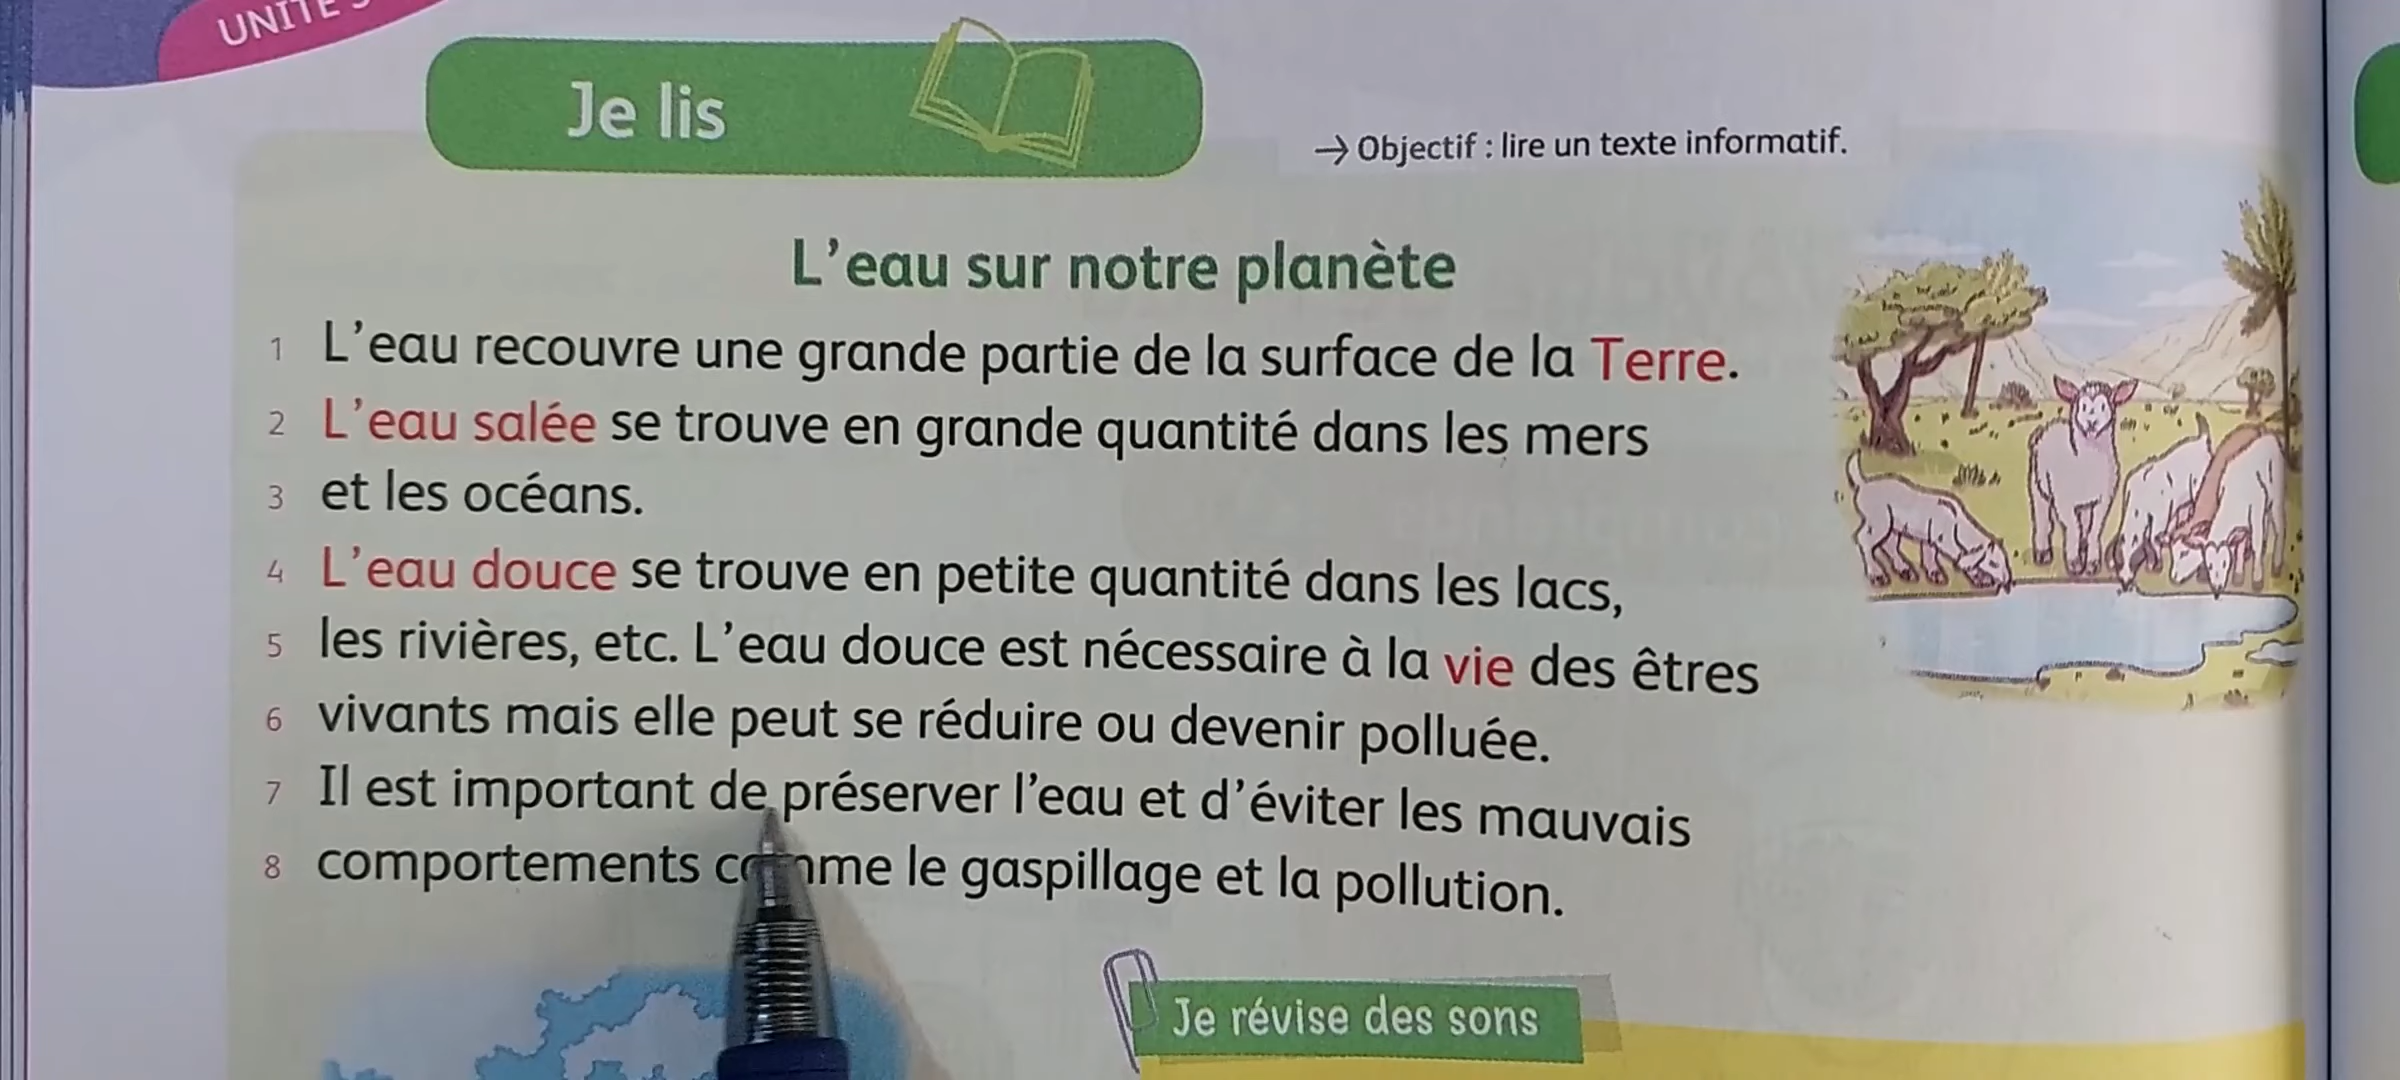 UNITÉ
Je lis
→ Objectif : lire un texte informatif.
L'eau sur notre planète
1 L'eau recouvre une grande partie de la surface de la Terre.
2 L'eau salée se trouve en grande quantité dans les mers
3 et les océans.
4 L'eau douce se trouve en petite quantité dans les lacs,
5 les rivières, etc. L'eau douce est nécessaire à la vie des êtres
6 vivants mais elle peut se réduire ou devenir polluée.
7 Il est important de préserver l'eau et d'éviter les mauvais
8 comportements comme le gaspillage et la pollution.
Je révise des sons